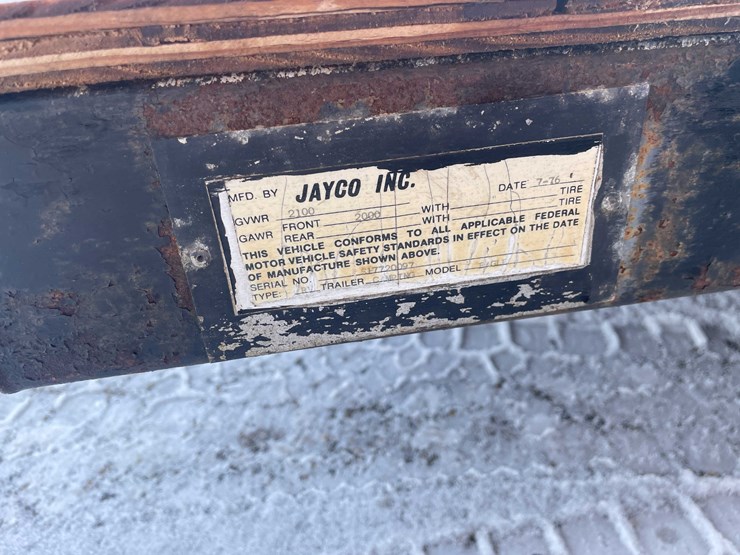 MFD. BY JAYCO INC. DATE 7-76
GVWR 2100 WITH TIRE
GAWR FRONT 2000 WITH TIRE
REAR
THIS VEHICLE CONFORMS TO ALL APPLICABLE FEDERAL
MOTOR VEHICLE SAFETY STANDARDS IN EFFECT ON THE DATE
OF MANUFACTURE SHOWN ABOVE.
SERIAL NO. MODEL
TYPE: TRAILER